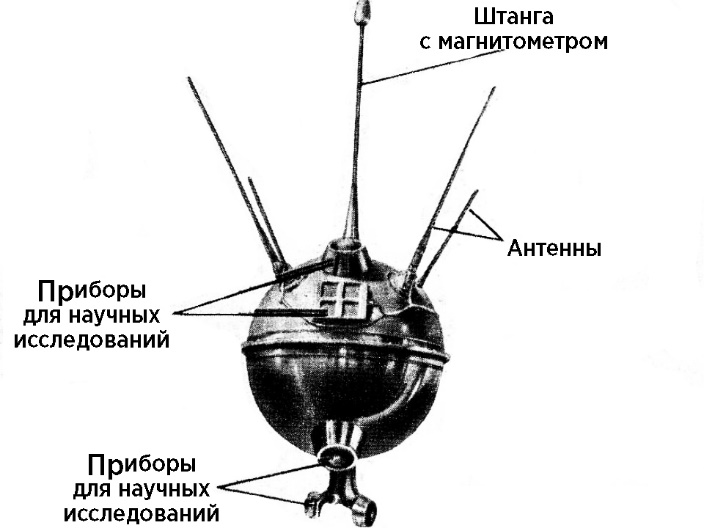 Штанга
с магнитометром
Антенны
Приборы
для научных
исследований
Приборы
для научных
исследований